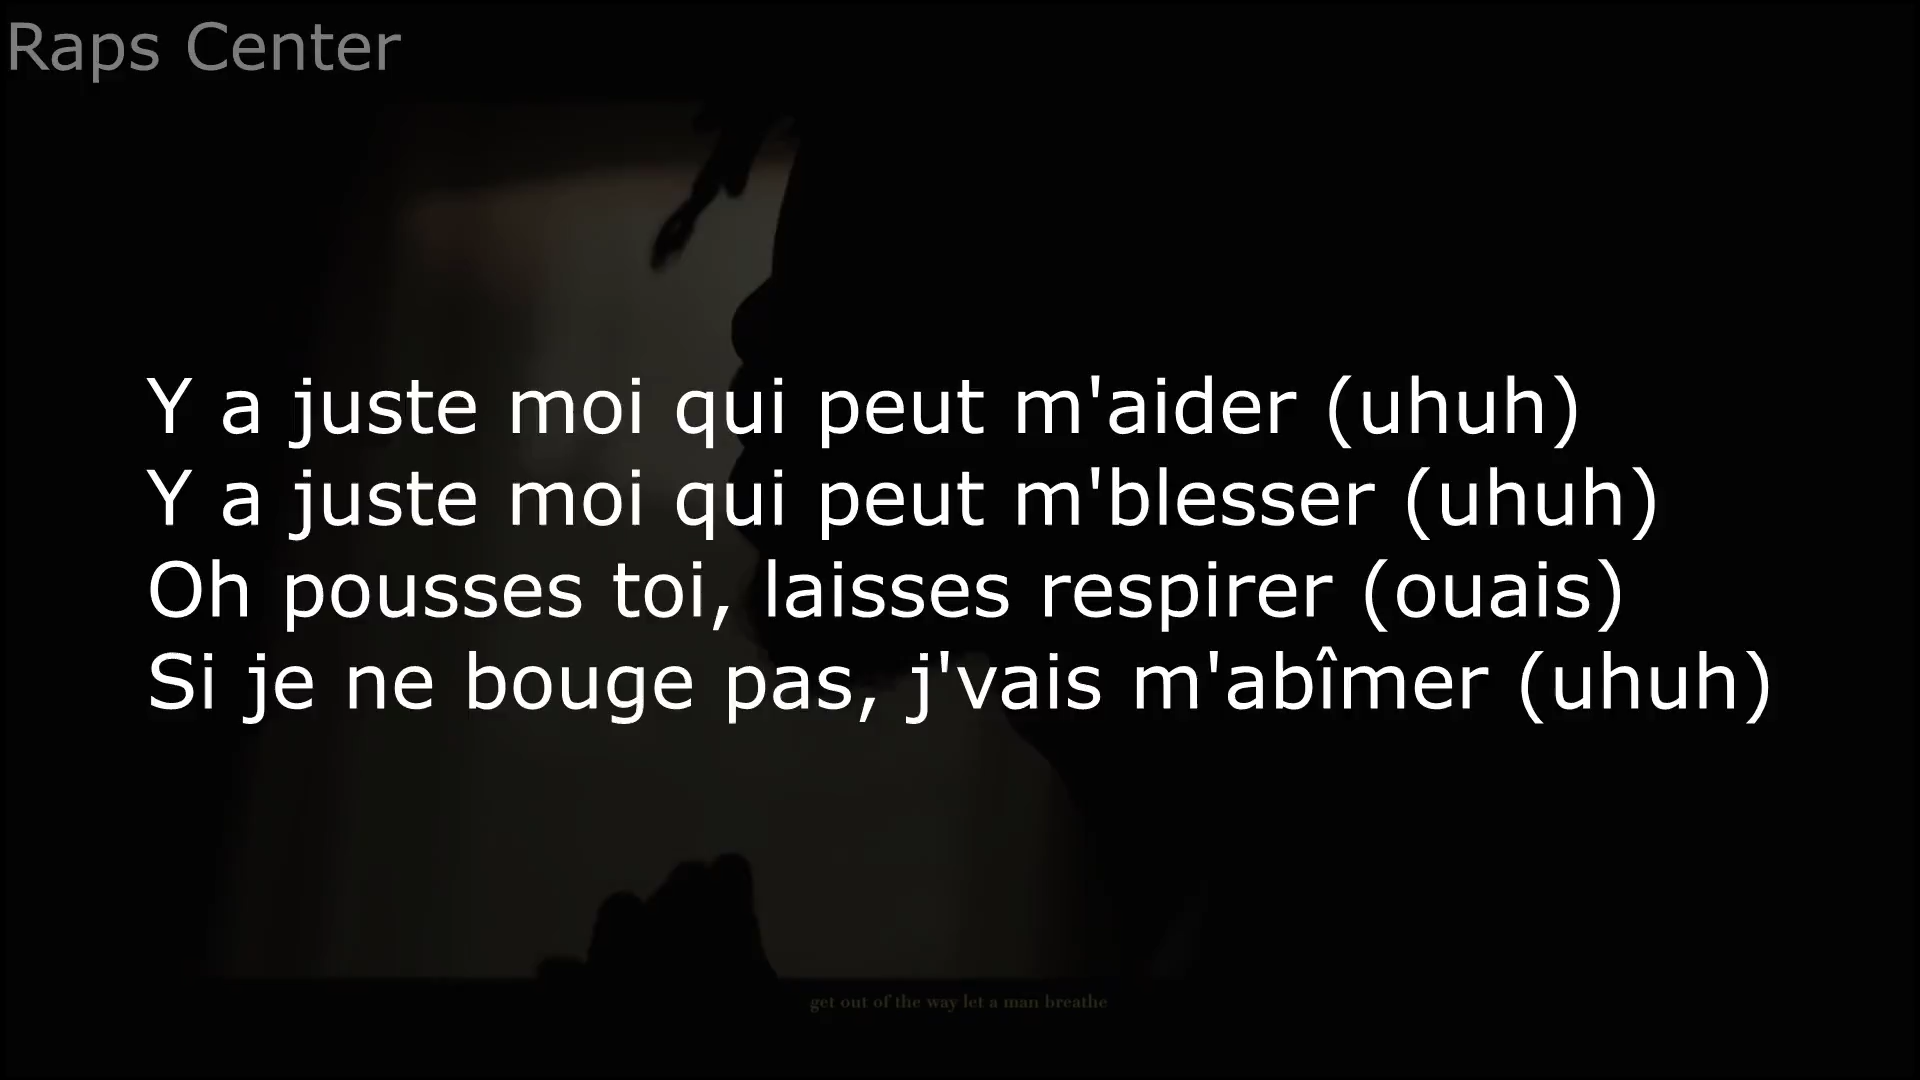 Raps Center
Y a juste moi qui peut m'aider (uhuh)
Y a juste moi qui peut m'blesser (uhuh)
Oh pousses toi, laisses respirer (ouais)
Si je ne bouge pas, j'vais m'abîmer (uhuh)
get out of the way let a man breathe